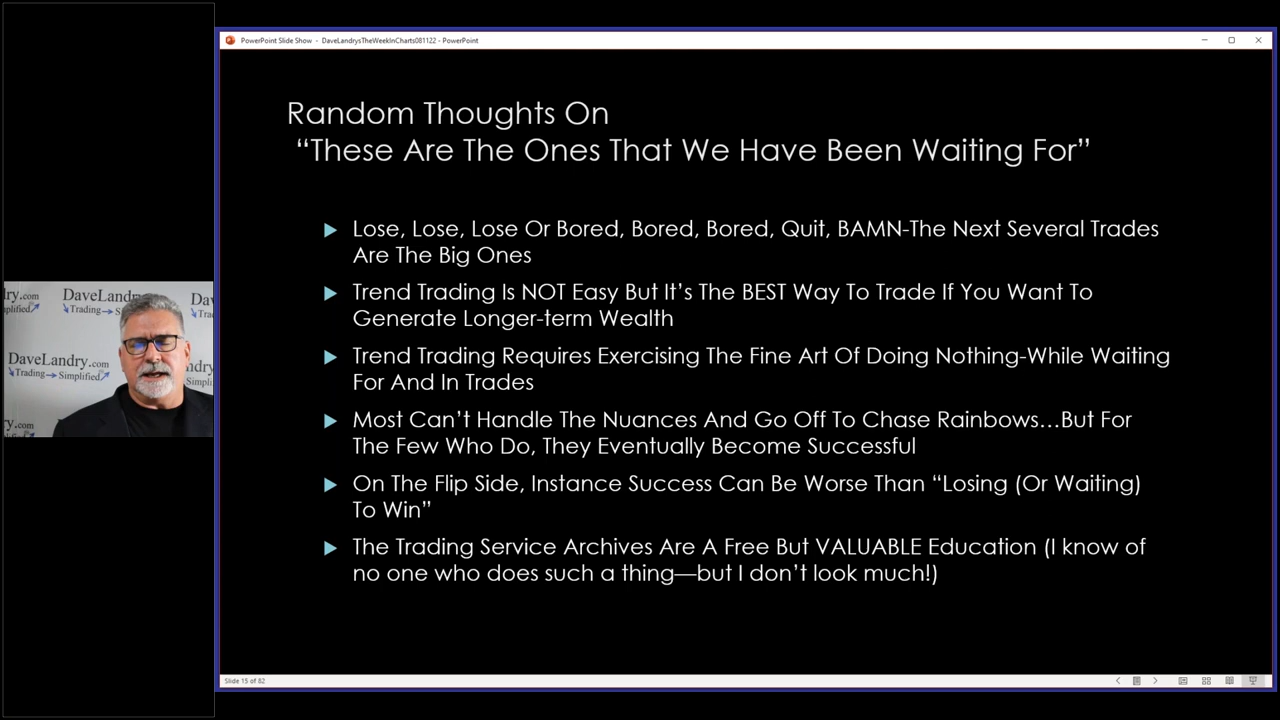 PowerPoint Slide Show - DaveLandrysTheWeekInCharts081122 - PowerPoint
Random Thoughts On
“These Are The Ones That We Have Been Waiting For”
Lose, Lose, Lose Or Bored, Bored, Bored, Quit, BAMN-The Next Several Trades
Are The Big Ones
Trend Trading Is NOT Easy But It’s The BEST Way To Trade If You Want To
Generate Longer-term Wealth
Trend Trading Requires Exercising The Fine Art Of Doing Nothing-While Waiting
For And In Trades
Most Can’t Handle The Nuances And Go Off To Chase Rainbows…But For
The Few Who Do, They Eventually Become Successful
On The Flip Side, Instance Success Can Be Worse Than “Losing (Or Waiting)
To Win”
The Trading Service Archives Are A Free But VALUABLE Education (I know of
no one who does such a thing—but I don’t look much!)
DaveLandry.com
Trading Simplified
Slide 15 of 82